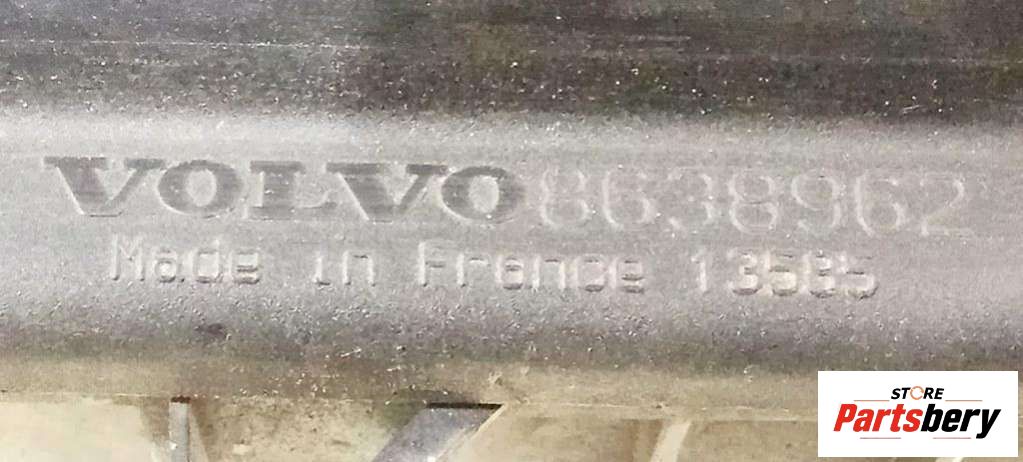 VOLVO 8638962
Made in France 13585
STORE
Partsbery